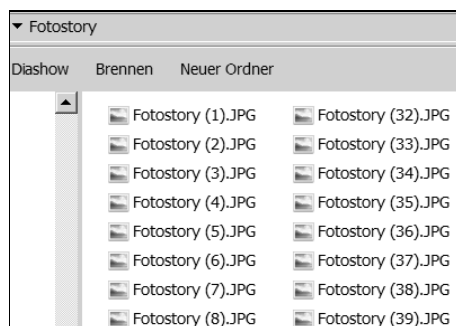 Fotostory
Diashow Brennen Neuer Ordner
Fotostory (1).JPG Fotostory (32).JPG
Fotostory (2).JPG Fotostory (33).JPG
Fotostory (3).JPG Fotostory (34).JPG
Fotostory (4).JPG Fotostory (35).JPG
Fotostory (5).JPG Fotostory (36).JPG
Fotostory (6).JPG Fotostory (37).JPG
Fotostory (7).JPG Fotostory (38).JPG
Fotostory (8).JPG Fotostory (39).JPG